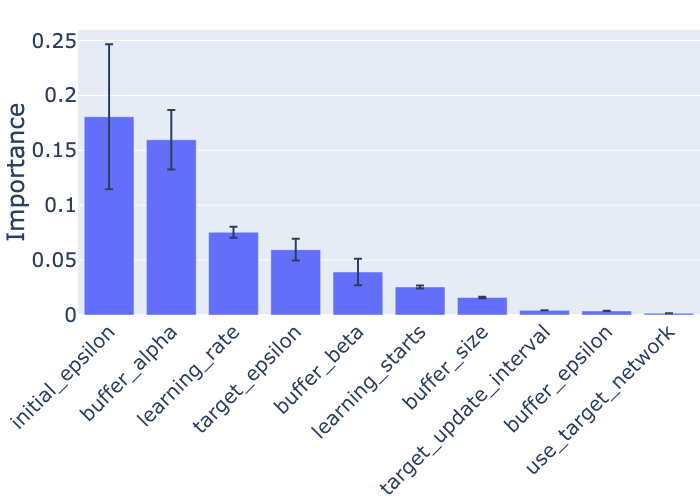 0.25
0.2
0.15
0.1
0.05
0
Importance
initial_epsilon
buffer_alpha
learning_rate
target_epsilon
buffer_beta
learning_starts
buffer_size
target_update_interval
buffer_epsilon
use_target_network